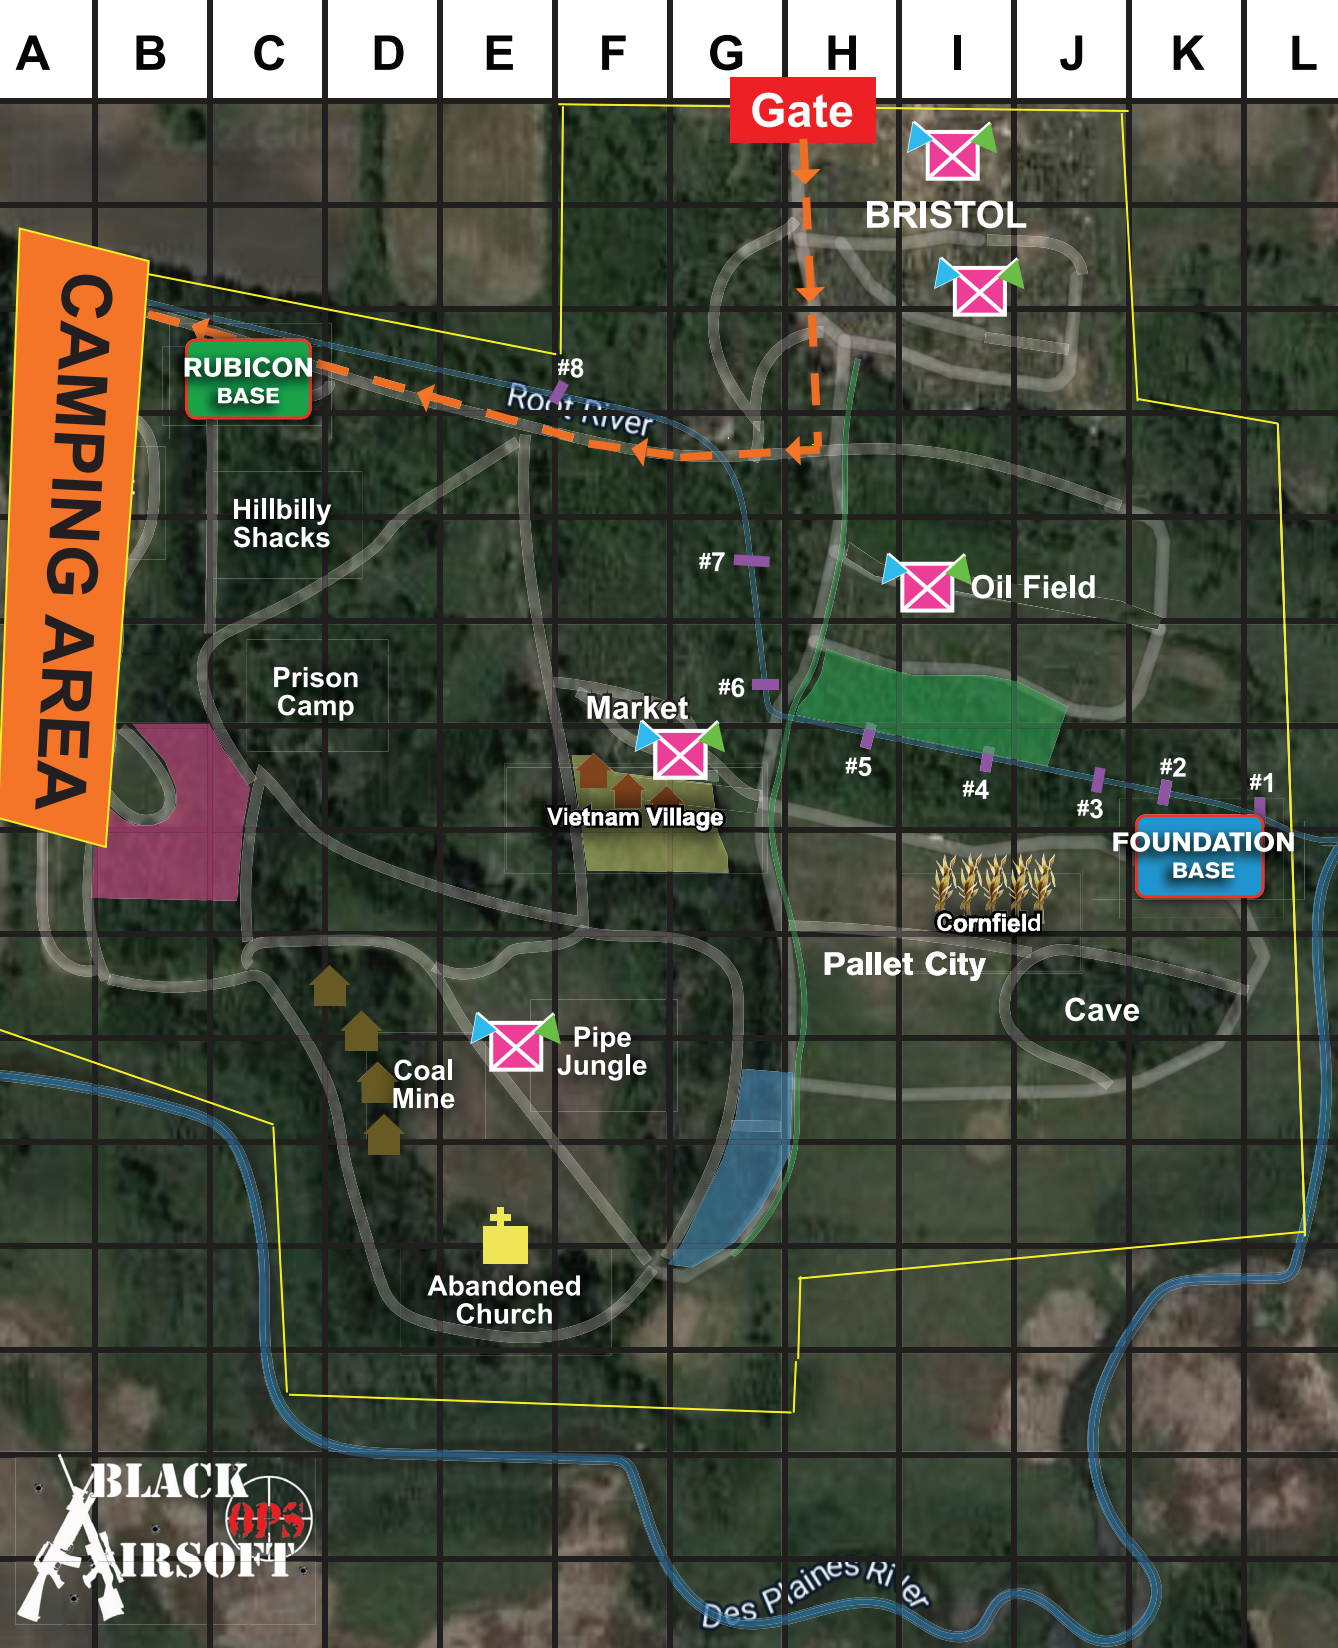 A B C D E F G H I J K L
Gate
BRISTOL
CAMPING AREA
RUBICON
BASE
#8
Root River
Hillbilly
Shacks
#7
Oil Field
Prison
Camp
#6
Market
#5
#4
#3
#2
#1
Vietnam Village
FOUNDATION
BASE
Cornfield
Pallet City
Cave
Pipe
Jungle
Coal
Mine
Abandoned
Church
BLACK
OPS
AIRSOFT
Des Plaines River